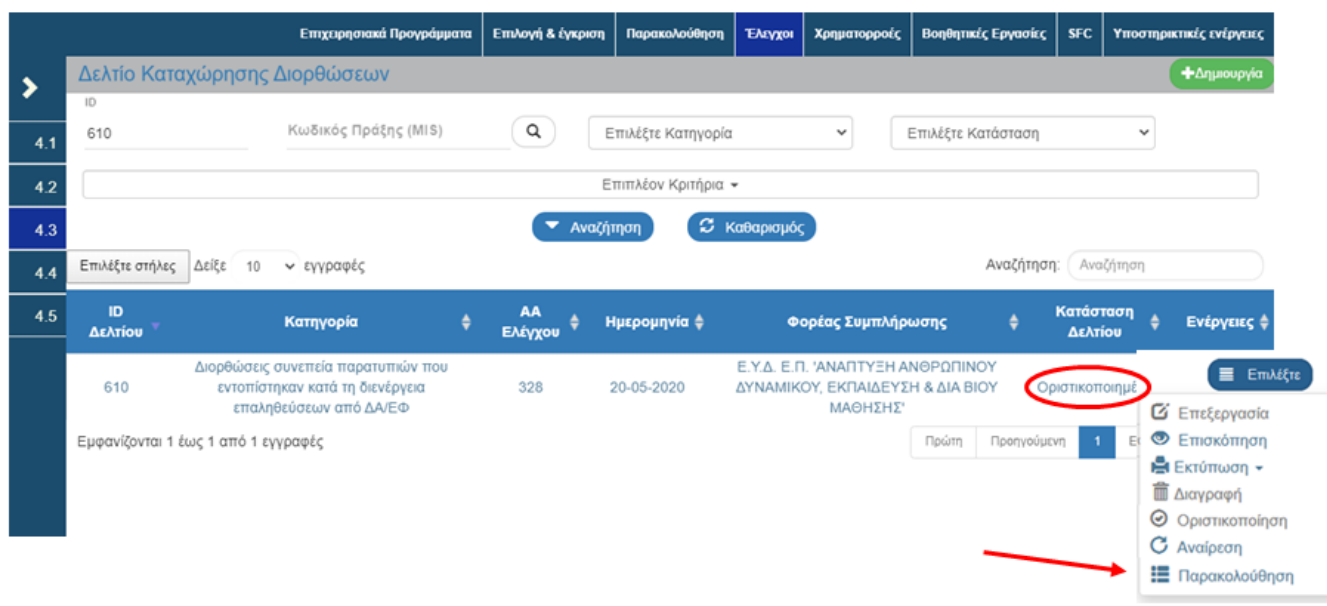 Επιχειρησιακά Προγράμματα Επιλογή & έγκριση Παρακολούθηση Έλεγχοι Χρηματορροές Βοηθητικές Εργασίες SFC Υποστηρικτικές ενέργειες
Δελτίο Καταχώρησης Διορθώσεων
Δημιουργία
ID
610 Κωδικός Πράξης (MIS) Επιλέξτε Κατηγορία Επιλέξτε Κατάσταση
4.1
4.2
Επιπλέον Κριτήρια
4.3
Αναζήτηση Καθαρισμός
4.4
Επιλέξτε στήλες Δείξε 10 εγγραφές Αναζήτηση: Αναζήτηση
4.5
ID Δελτίου Κατηγορία ΑΑ Ελέγχου Ημερομηνία Φορέας Συμπλήρωσης Κατάσταση Δελτίου Ενέργειες
610
Διορθώσεις συνεπεία παρατυπιών που
εντοπίστηκαν κατά τη διενέργεια
επαληθεύσεων από ΔΑ/ΕΦ
328
20-05-2020
Ε.Υ.Δ. Ε.Π. 'ΑΝΑΠΤΥΞΗ ΑΝΘΡΩΠΙΝΟΥ
ΔΥΝΑΜΙΚΟΥ, ΕΚΠΑΙΔΕΥΣΗ & ΔΙΑ ΒΙΟΥ
ΜΑΘΗΣΗΣ'
Οριστικοποιημέ
Επιλέξτε
Εμφανίζονται 1 έως 1 από 1 εγγραφές
Πρώτη Προηγούμενη 1
Επεξεργασία
Επισκόπηση
Εκτύπωση
Διαγραφή
Οριστικοποίηση
Αναίρεση
Παρακολούθηση